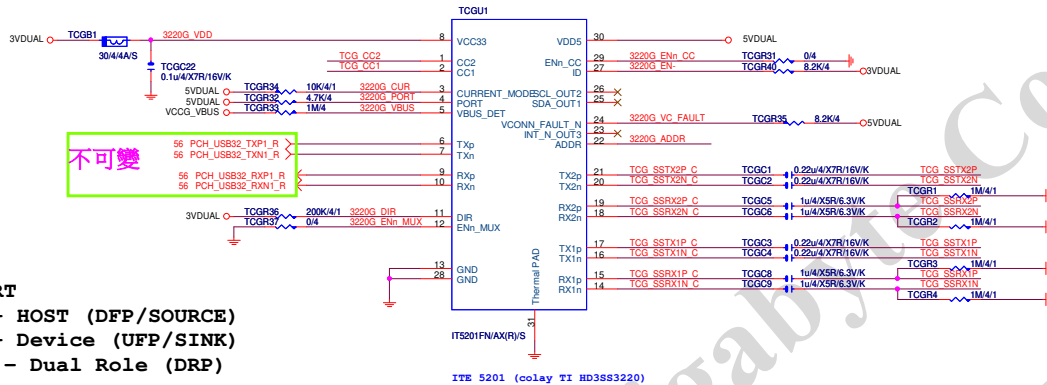 TCGU1
3VDUAL
TCGB1
30/4/4A/S
3220G_VDD
TCGC22
0.1u/4/X7R/16V/K
8 VCC33
TCG_CC2 1 CC2
TCG_CC1 2 CC1
5VDUAL TCGR34 10K/4/1 3220G_CUR 3 CURRENT_MODE
5VDUAL TCGR32 4.7K/4 3220G_PORT 4 PORT
VCCG_VBUS TCGR33 1M/4 3220G_VBUS 5 VBUS_DET
不可變
56 PCH_USB32_TXP1_R 6 TXp
56 PCH_USB32_TXN1_R 7 TXn
56 PCH_USB32_RXP1_R 9 RXp
56 PCH_USB32_RXN1_R 10 RXn
3VDUAL TCGR36 200K/4/1 3220G_DIR 11 DIR
TCGR37 0/4 3220G_ENn_MUX 12 ENn_MUX
13 GND
28 GND
Thermal PAD
31
IT5201FN/AX(R)/S
VDD5 30 5VDUAL
ENn_CC 29 3220G_ENn_CC TCGR31 0/4
ID 27 3220G_EN- TCGR40 8.2K/4 3VDUAL
SCL_OUT2 26
SDA_OUT1 25
VCONN_FAULT_N 24 3220G_VC_FAULT TCGR35 8.2K/4 5VDUAL
INT_N_OUT3 23
ADDR 22 3220G_ADDR
TX2p 21 TCG_SSTX2P_C TCGC1 0.22u/4/X7R/16V/K TCG_SSTX2P
TX2n 20 TCG_SSTX2N_C TCGC2 0.22u/4/X7R/16V/K TCG_SSTX2N
TCGR1 1M/4/1
RX2p 19 TCG_SSRX2P_C TCGC5 1u/4/X5R/6.3V/K TCG_SSRX2P
RX2n 18 TCG_SSRX2N_C TCGC6 1u/4/X5R/6.3V/K TCG_SSRX2N
TCGR2 1M/4/1
TX1p 17 TCG_SSTX1P_C TCGC3 0.22u/4/X7R/16V/K TCG_SSTX1P
TX1n 16 TCG_SSTX1N_C TCGC4 0.22u/4/X7R/16V/K TCG_SSTX1N
TCGR3 1M/4/1
RX1p 15 TCG_SSRX1P_C TCGC8 1u/4/X5R/6.3V/K TCG_SSRX1P
RX1n 14 TCG_SSRX1N_C TCGC9 1u/4/X5R/6.3V/K TCG_SSRX1N
TCGR4 1M/4/1
RT
- HOST (DFP/SOURCE)
- Device (UFP/SINK)
- Dual Role (DRP)
ITE 5201 (colay TI HD3SS3220)
Gigabyte Co